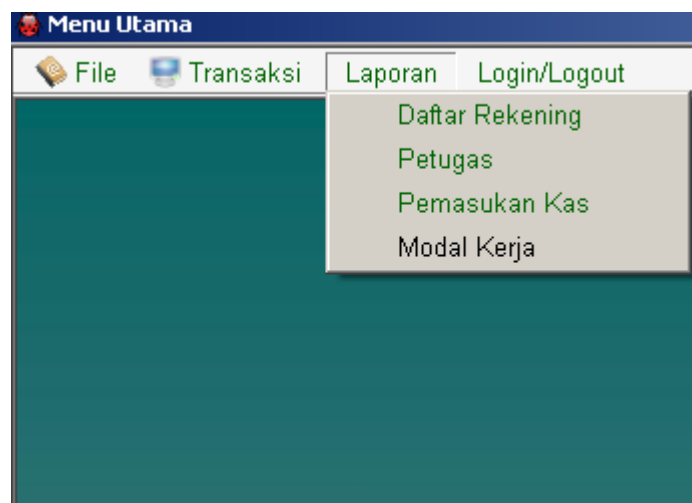 Menu Utama
File Transaksi Laporan Login/Logout
Daftar Rekening
Petugas
Pemasukan Kas
Modal Kerja